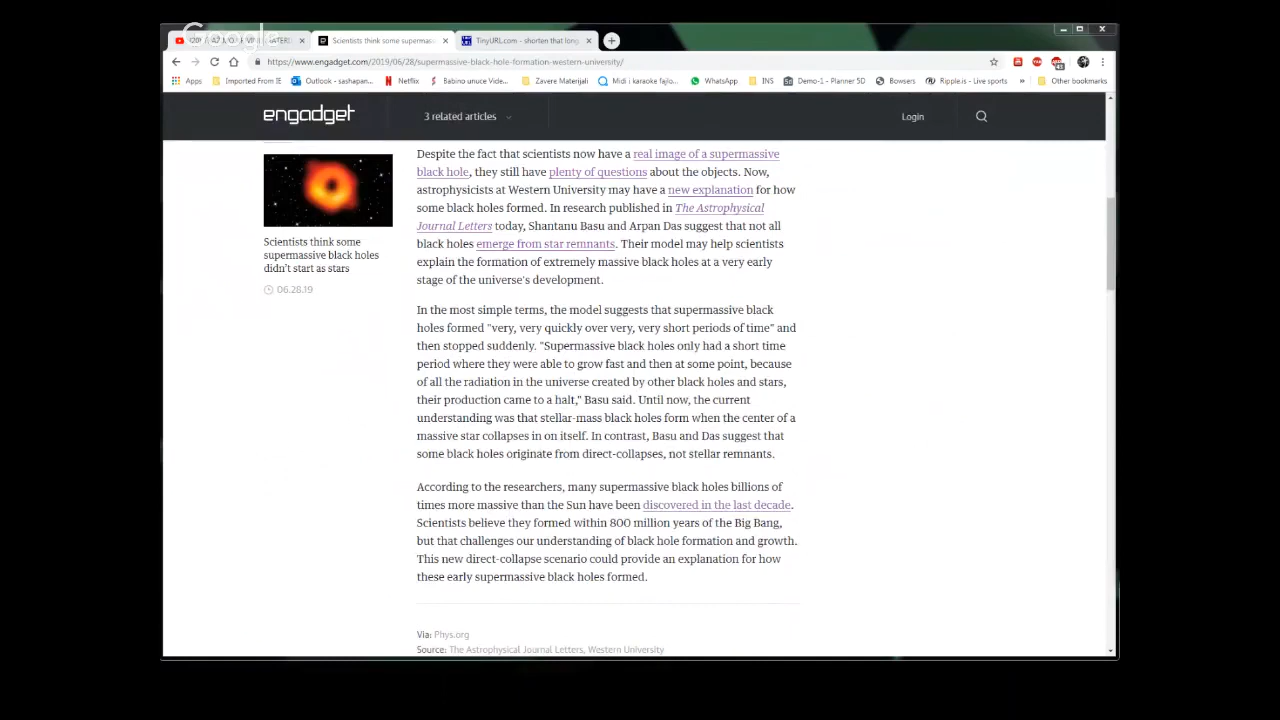 Google
Scientists think some supermass
TinyURL.com - shorten that long
https://www.engadget.com/2019/06/28/supermassive-black-hole-formation-western-university/
Apps Imported From IE Outlook - sashapan... Netflix Babino unuce Vide... Zavere Materijali Midi i karaoke fajlo... WhatsApp INS Demo-1 - Planner 5D Bowsers Ripple.is - Live sports » Other bookmarks
engadget 3 related articles Login
Scientists think some
supermassive black holes
didn't start as stars
06.28.19
Despite the fact that scientists now have a real image of a supermassive
black hole, they still have plenty of questions about the objects. Now,
astrophysicists at Western University may have a new explanation for how
some black holes formed. In research published in The Astrophysical
Journal Letters today, Shantanu Basu and Arpan Das suggest that not all
black holes emerge from star remnants. Their model may help scientists
explain the formation of extremely massive black holes at a very early
stage of the universe's development.
In the most simple terms, the model suggests that supermassive black
holes formed "very, very quickly over very, very short periods of time" and
then stopped suddenly. "Supermassive black holes only had a short time
period where they were able to grow fast and then at some point, because
of all the radiation in the universe created by other black holes and stars,
their production came to a halt," Basu said. Until now, the current
understanding was that stellar-mass black holes form when the center of a
massive star collapses in on itself. In contrast, Basu and Das suggest that
some black holes originate from direct-collapses, not stellar remnants.
According to the researchers, many supermassive black holes billions of
times more massive than the Sun have been discovered in the last decade.
Scientists believe they formed within 800 million years of the Big Bang,
but that challenges our understanding of black hole formation and growth.
This new direct-collapse scenario could provide an explanation for how
these early supermassive black holes formed.
Via: Phys.org
Source: The Astrophysical Journal Letters, Western University